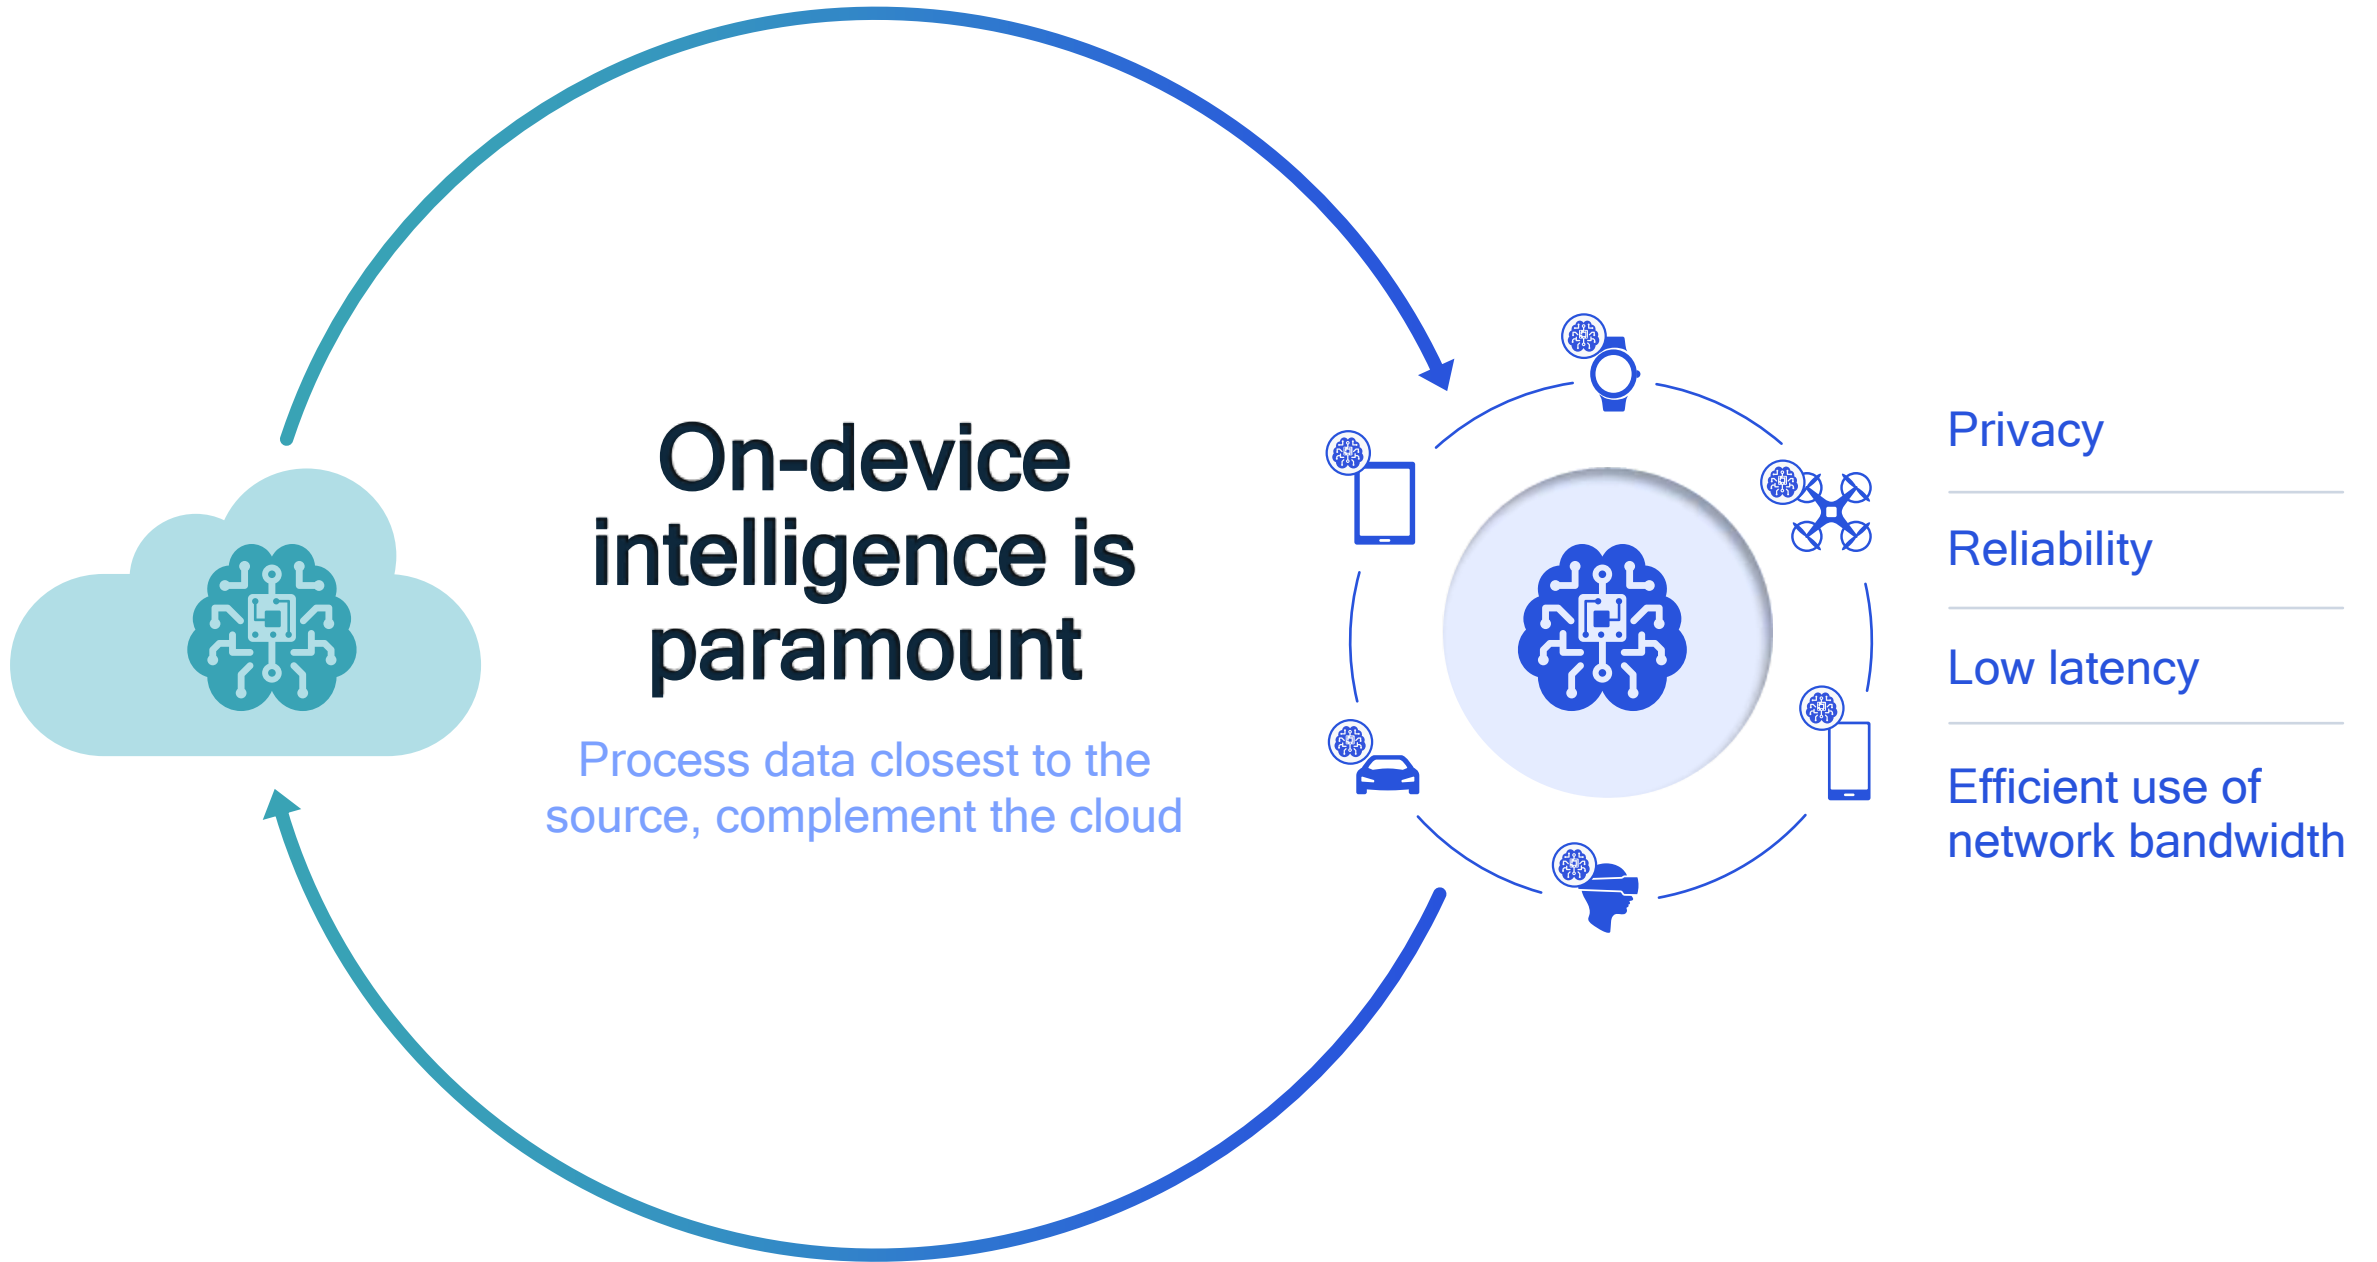 On-device
intelligence is
paramount
Process data closest to the
source, complement the cloud
Privacy
Reliability
Low latency
Efficient use of
network bandwidth